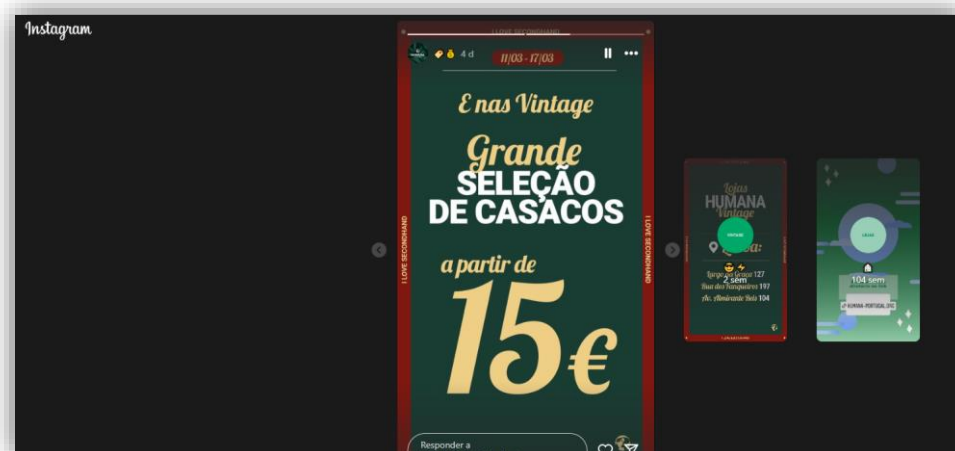 Instagram
I LOVE SECONDHAND
4 d
11/03 - 17/03
E nas Vintage
Grande
SELEÇÃO
DE CASACOS
a partir de
15€
I LOVE SECONDHAND
I LOVE SECONDHAND
Responder a
Lojas
HUMANA
Vintage
VINTAGE
2 sem
Largo da Graça 127
Rua dos Fanqueiros 197
Av. Almirante Reis 104
LOJAS
104 sem
HUMANA-PORTUGAL.ORG